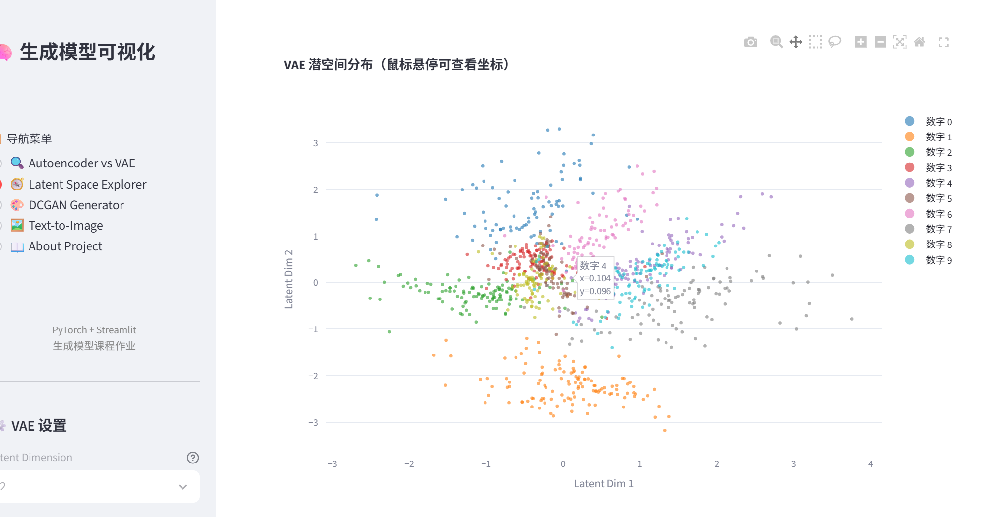 生成模型可视化
导航菜单
Autoencoder vs VAE
Latent Space Explorer
DCGAN Generator
Text-to-Image
About Project
PyTorch + Streamlit
生成模型课程作业
VAE 设置
tent Dimension
2
VAE 潜空间分布（鼠标悬停可查看坐标）
数字 0
数字 1
数字 2
数字 3
数字 4
数字 5
数字 6
数字 7
数字 8
数字 9
Latent Dim 2
3
2
1
0
−1
−2
−3
数字 4
x=0.104
y=0.096
−3 −2 −1 0 1 2 3 4
Latent Dim 1